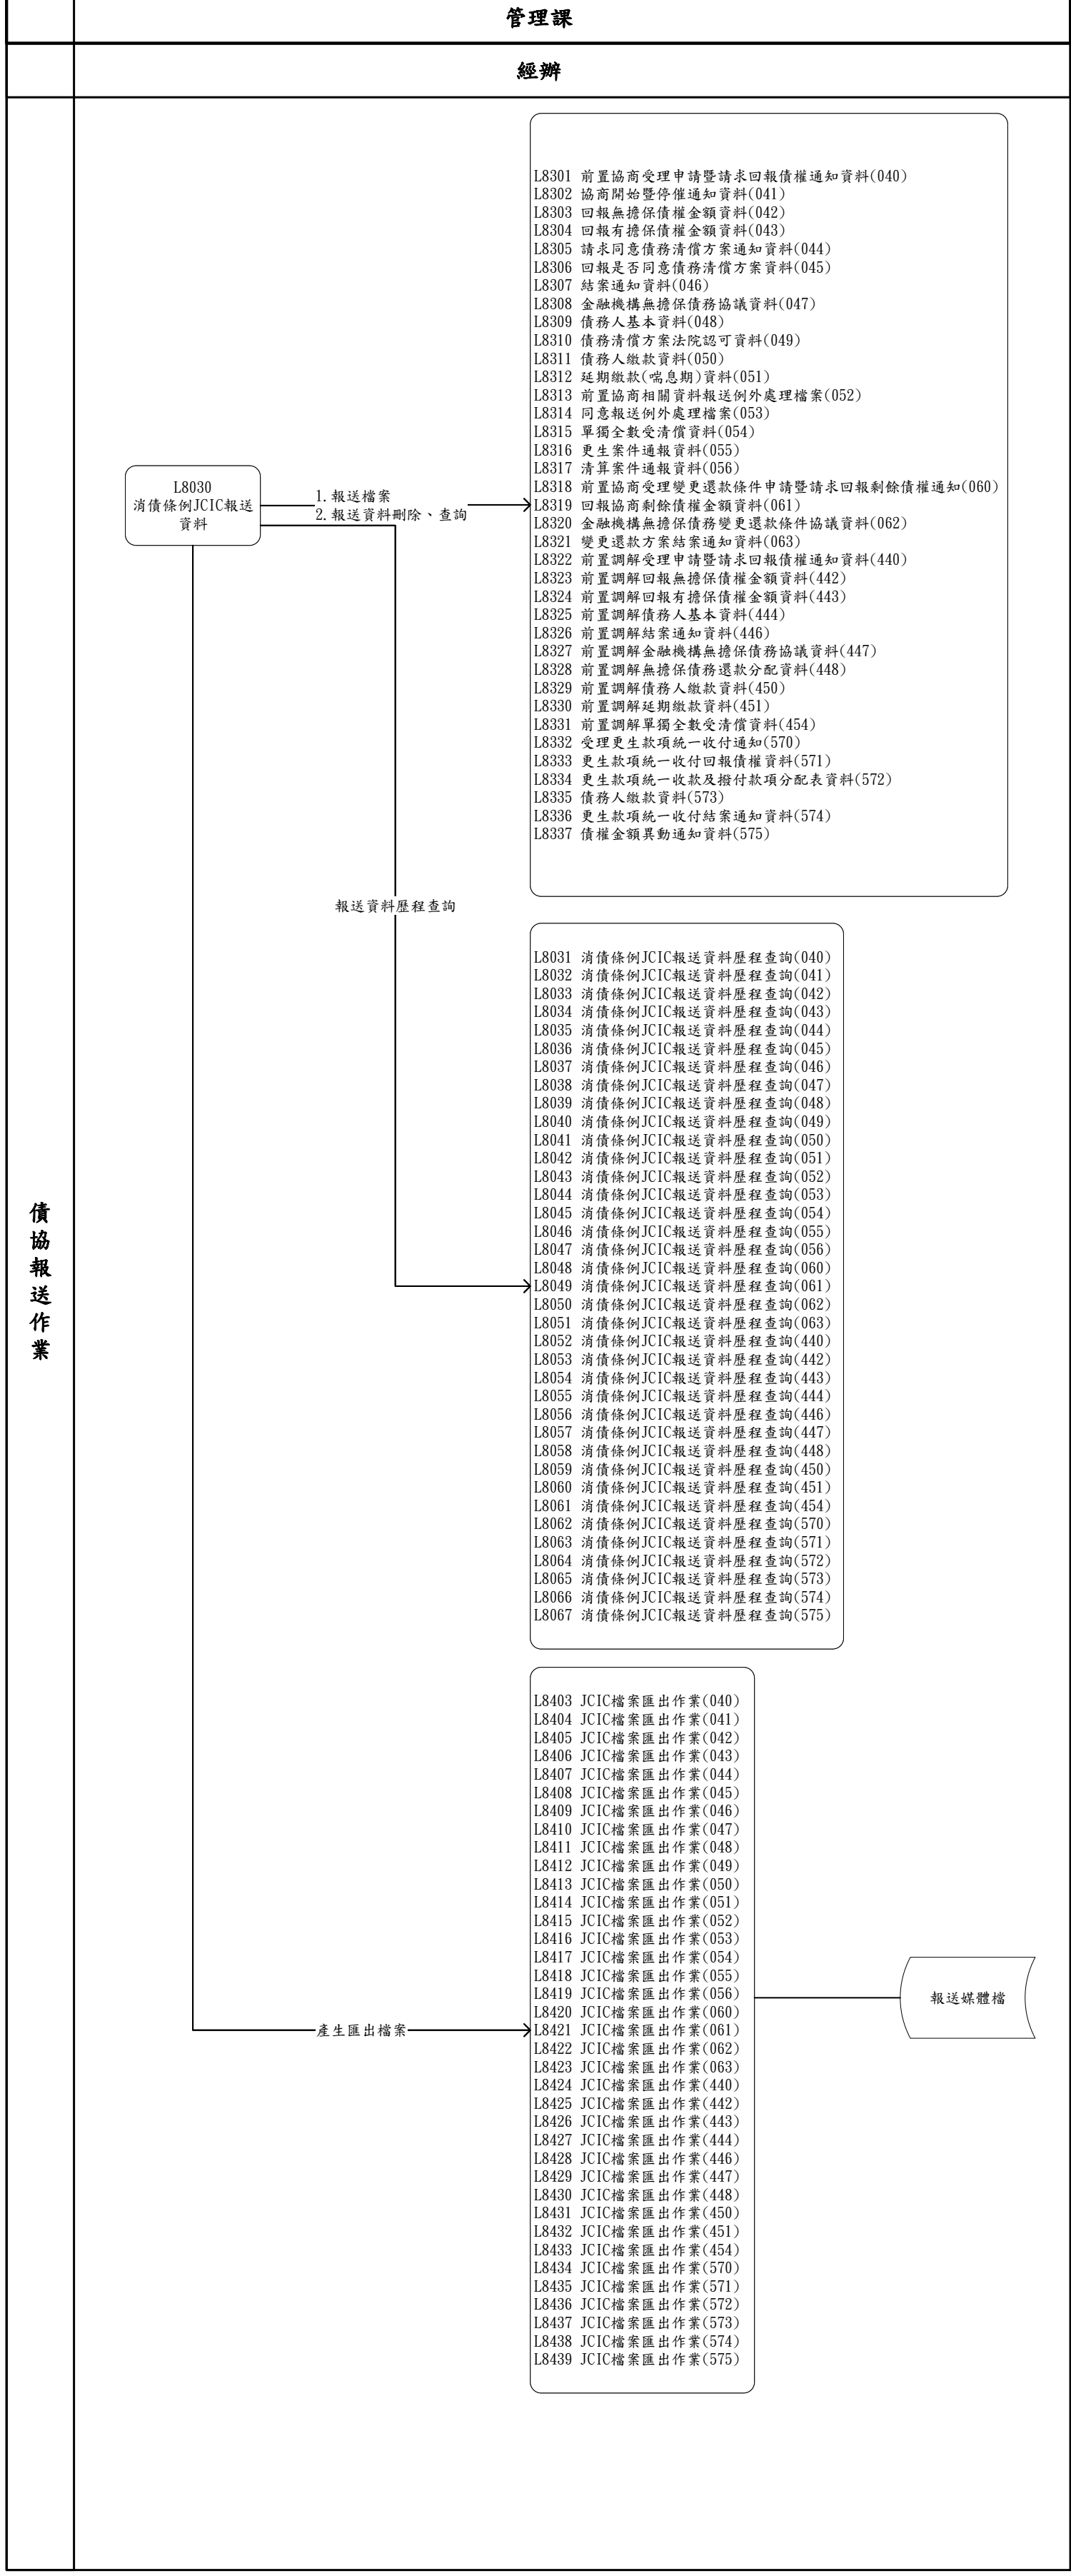 管理課
經辦
債協報送作業
L8030
消債條例JCIC報送
資料
1.報送檔案
2.報送資料刪除、查詢
L8301 前置協商受理申請暨請求回報債權通知資料(040)
L8302 協商開始暨停催通知資料(041)
L8303 回報無擔保債權金額資料(042)
L8304 回報有擔保債權金額資料(043)
L8305 請求同意債務清償方案通知資料(044)
L8306 回報是否同意債務清償方案資料(045)
L8307 結案通知資料(046)
L8308 金融機構無擔保債務協議資料(047)
L8309 債務人基本資料(048)
L8310 債務清償方案法院認可資料(049)
L8311 債務人繳款資料(050)
L8312 延期繳款(喘息期)資料(051)
L8313 前置協商相關資料報送例外處理檔案(052)
L8314 同意報送例外處理檔案(053)
L8315 單獨全數受清償資料(054)
L8316 更生案件通報資料(055)
L8317 清算案件通報資料(056)
L8318 前置協商受理變更還款條件申請暨請求回報剩餘債權通知(060)
L8319 回報協商剩餘債權金額資料(061)
L8320 金融機構無擔保債務變更還款條件協議資料(062)
L8321 變更還款方案結案通知資料(063)
L8322 前置調解受理申請暨請求回報債權通知資料(440)
L8323 前置調解回報無擔保債權金額資料(442)
L8324 前置調解回報有擔保債權金額資料(443)
L8325 前置調解債務人基本資料(444)
L8326 前置調解結案通知資料(446)
L8327 前置調解金融機構無擔保債務協議資料(447)
L8328 前置調解無擔保債務還款分配資料(448)
L8329 前置調解債務人繳款資料(450)
L8330 前置調解延期繳款資料(451)
L8331 前置調解單獨全數受清償資料(454)
L8332 受理更生款項統一收付通知(570)
L8333 更生款項統一收付回報債權資料(571)
L8334 更生款項統一收款及撥付款項分配表資料(572)
L8335 債務人繳款資料(573)
L8336 更生款項統一收付結案通知資料(574)
L8337 債權金額異動通知資料(575)
報送資料歷程查詢
L8031 消債條例JCIC報送資料歷程查詢(040)
L8032 消債條例JCIC報送資料歷程查詢(041)
L8033 消債條例JCIC報送資料歷程查詢(042)
L8034 消債條例JCIC報送資料歷程查詢(043)
L8035 消債條例JCIC報送資料歷程查詢(044)
L8036 消債條例JCIC報送資料歷程查詢(045)
L8037 消債條例JCIC報送資料歷程查詢(046)
L8038 消債條例JCIC報送資料歷程查詢(047)
L8039 消債條例JCIC報送資料歷程查詢(048)
L8040 消債條例JCIC報送資料歷程查詢(049)
L8041 消債條例JCIC報送資料歷程查詢(050)
L8042 消債條例JCIC報送資料歷程查詢(051)
L8043 消債條例JCIC報送資料歷程查詢(052)
L8044 消債條例JCIC報送資料歷程查詢(053)
L8045 消債條例JCIC報送資料歷程查詢(054)
L8046 消債條例JCIC報送資料歷程查詢(055)
L8047 消債條例JCIC報送資料歷程查詢(056)
L8048 消債條例JCIC報送資料歷程查詢(060)
L8049 消債條例JCIC報送資料歷程查詢(061)
L8050 消債條例JCIC報送資料歷程查詢(062)
L8051 消債條例JCIC報送資料歷程查詢(063)
L8052 消債條例JCIC報送資料歷程查詢(440)
L8053 消債條例JCIC報送資料歷程查詢(442)
L8054 消債條例JCIC報送資料歷程查詢(443)
L8055 消債條例JCIC報送資料歷程查詢(444)
L8056 消債條例JCIC報送資料歷程查詢(446)
L8057 消債條例JCIC報送資料歷程查詢(447)
L8058 消債條例JCIC報送資料歷程查詢(448)
L8059 消債條例JCIC報送資料歷程查詢(450)
L8060 消債條例JCIC報送資料歷程查詢(451)
L8061 消債條例JCIC報送資料歷程查詢(454)
L8062 消債條例JCIC報送資料歷程查詢(570)
L8063 消債條例JCIC報送資料歷程查詢(571)
L8064 消債條例JCIC報送資料歷程查詢(572)
L8065 消債條例JCIC報送資料歷程查詢(573)
L8066 消債條例JCIC報送資料歷程查詢(574)
L8067 消債條例JCIC報送資料歷程查詢(575)
產生匯出檔案
L8403 JCIC檔案匯出作業(040)
L8404 JCIC檔案匯出作業(041)
L8405 JCIC檔案匯出作業(042)
L8406 JCIC檔案匯出作業(043)
L8407 JCIC檔案匯出作業(044)
L8408 JCIC檔案匯出作業(045)
L8409 JCIC檔案匯出作業(046)
L8410 JCIC檔案匯出作業(047)
L8411 JCIC檔案匯出作業(048)
L8412 JCIC檔案匯出作業(049)
L8413 JCIC檔案匯出作業(050)
L8414 JCIC檔案匯出作業(051)
L8415 JCIC檔案匯出作業(052)
L8416 JCIC檔案匯出作業(053)
L8417 JCIC檔案匯出作業(054)
L8418 JCIC檔案匯出作業(055)
L8419 JCIC檔案匯出作業(056)
L8420 JCIC檔案匯出作業(060)
L8421 JCIC檔案匯出作業(061)
L8422 JCIC檔案匯出作業(062)
L8423 JCIC檔案匯出作業(063)
L8424 JCIC檔案匯出作業(440)
L8425 JCIC檔案匯出作業(442)
L8426 JCIC檔案匯出作業(443)
L8427 JCIC檔案匯出作業(444)
L8428 JCIC檔案匯出作業(446)
L8429 JCIC檔案匯出作業(447)
L8430 JCIC檔案匯出作業(448)
L8431 JCIC檔案匯出作業(450)
L8432 JCIC檔案匯出作業(451)
L8433 JCIC檔案匯出作業(454)
L8434 JCIC檔案匯出作業(570)
L8435 JCIC檔案匯出作業(571)
L8436 JCIC檔案匯出作業(572)
L8437 JCIC檔案匯出作業(573)
L8438 JCIC檔案匯出作業(574)
L8439 JCIC檔案匯出作業(575)
報送媒體檔